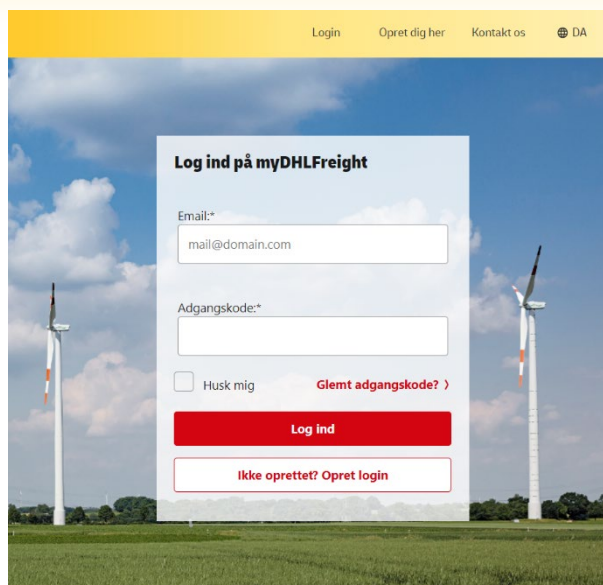 Login Opret dig her Kontakt os DA
Log ind på myDHLFreight
Email:*
mail@domain.com
Adgangskode:*
Husk mig Glemt adgangskode? 〉
Log ind
Ikke oprettet? Opret login